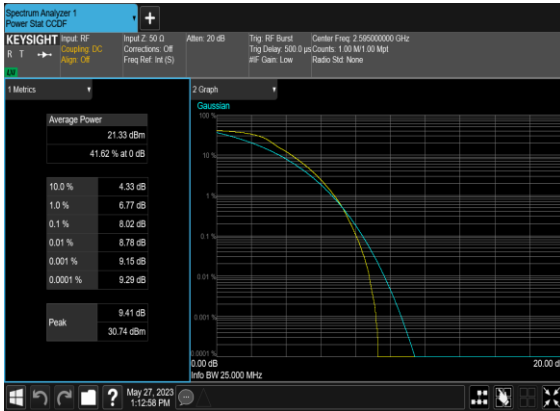 Spectrum Analyzer 1
Power Stat CCDF
KEYSIGHT
R T
LW
Input: RF
Coupling: DC
Align: Off
Input Z: 50 Ω
Corrections: Off
Freq Ref: Int (S)
Atten: 20 dB
Trig: RF Burst
Trig Delay: 500.0 µs
#IF Gain: Low
Center Freq: 2.595000000 GHz
Counts: 1.00 M/1.00 Mpt
Radio Std: None
1 Metrics
Average Power
21.33 dBm
41.62 % at 0 dB
10.0 % 4.33 dB
1.0 % 6.77 dB
0.1 % 8.02 dB
0.01 % 8.78 dB
0.001 % 9.15 dB
0.0001 % 9.29 dB
Peak
9.41 dB
30.74 dBm
2 Graph
Gaussian
100 %
10 %
1 %
0.1 %
0.01 %
0.001 %
0.0001 %
0.00 dB
20.00 d
Info BW 25.000 MHz
?
May 27, 2023
1:12:58 PM